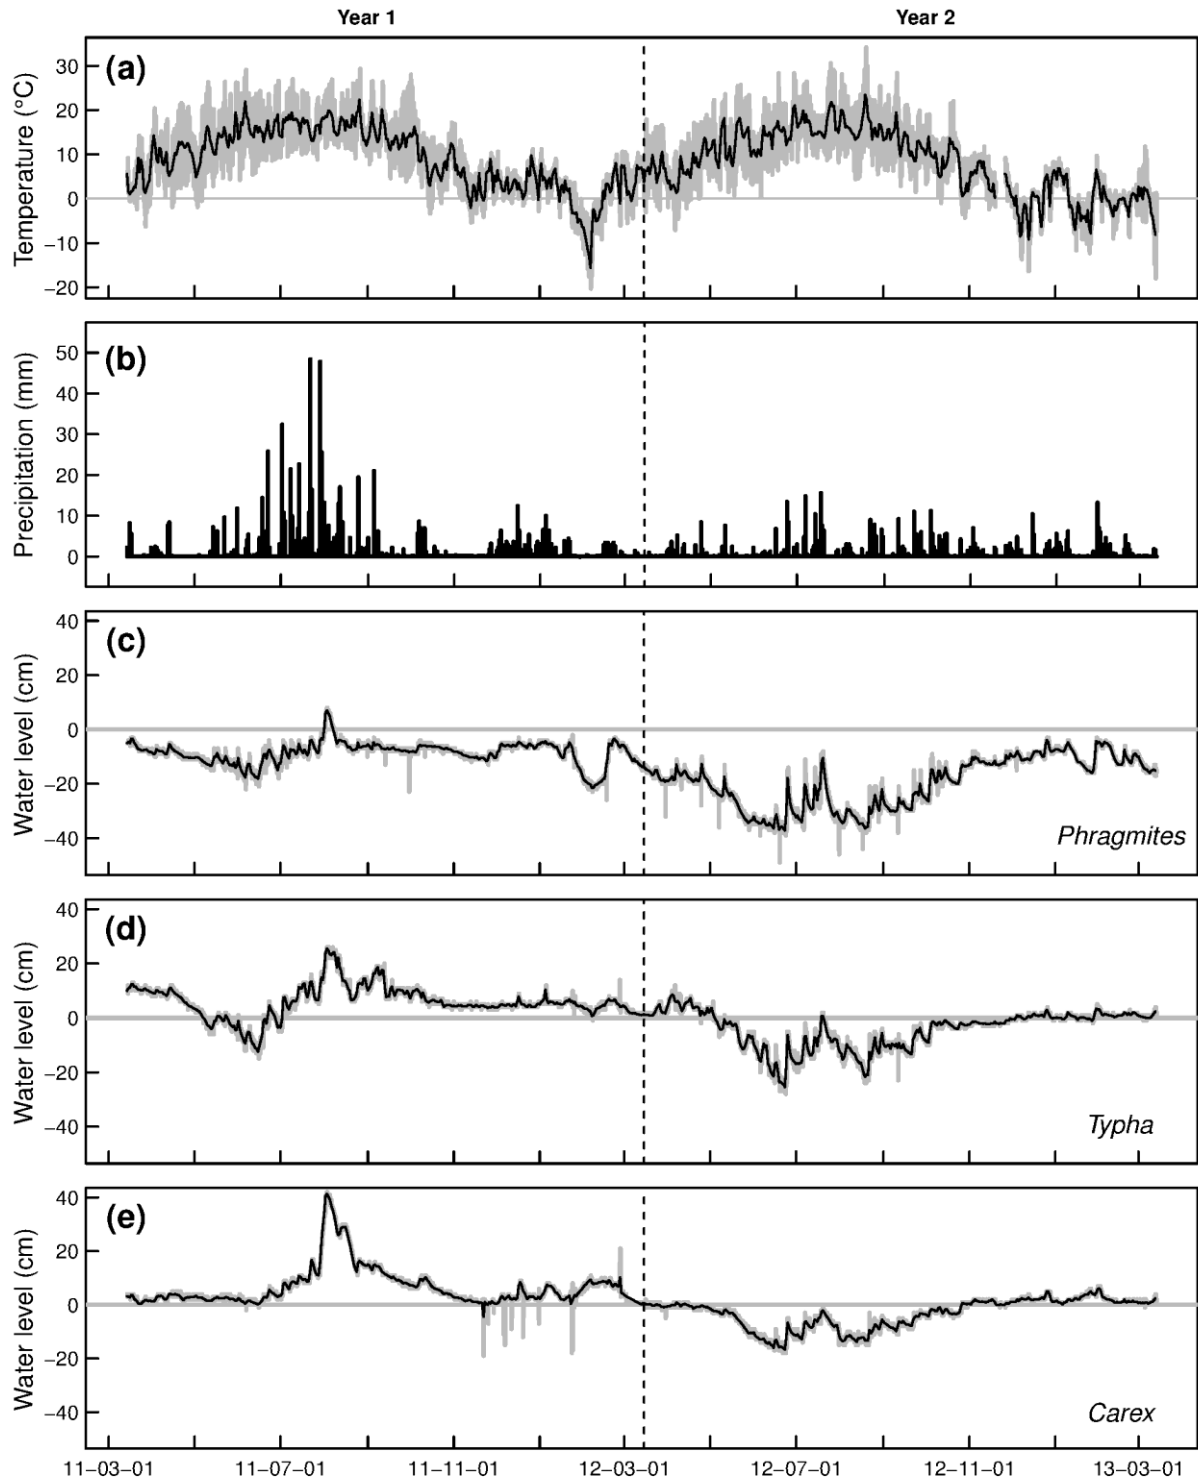 Year 1 Year 2
(a)
Temperature (°C)
30
20
10
0
−10
−20
(b)
Precipitation (mm)
50
40
30
20
10
0
(c)
Water level (cm)
40
20
0
−20
−40
Phragmites
(d)
Water level (cm)
40
20
0
−20
−40
Typha
(e)
Water level (cm)
40
20
0
−20
−40
Carex
11−03−01 11−07−01 11−11−01 12−03−01 12−07−01 12−11−01 13−03−01